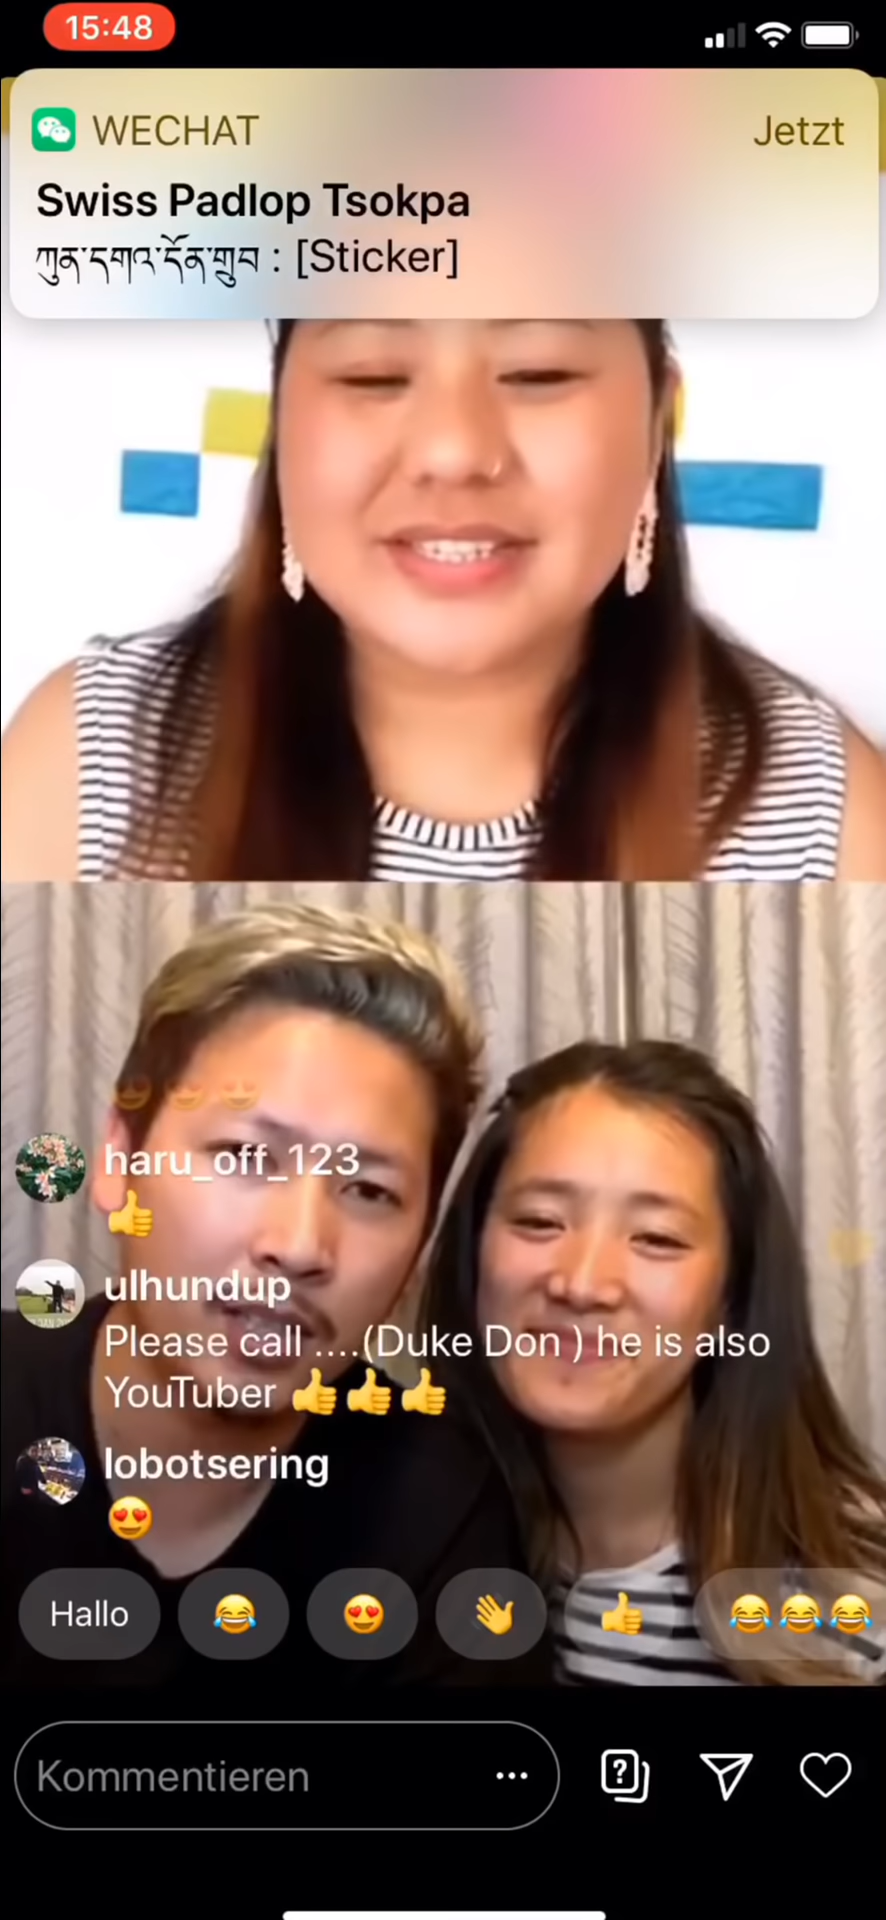 15:48
WECHAT
Jetzt
Swiss Padlop Tsokpa
ཀུན་དགའ་དོན་གྲུབ : [Sticker]
haru_off_123
👍
ulhundup
Please call ....(Duke Don ) he is also
YouTuber 👍👍👍
lobotsering
😍
Hallo 😂 😍 👋 👍 😂😂😂
Kommentieren